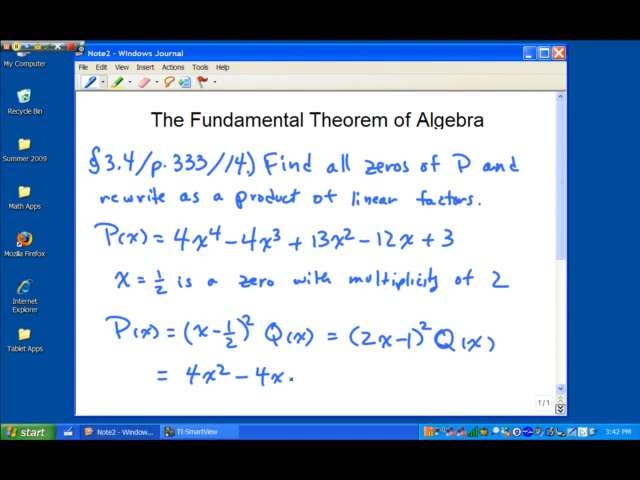 Note2 - Windows Journal
File Edit View Insert Actions Tools Help
My Computer
Recycle Bin
Summer 2009
Math Apps
Mozilla Firefox
Internet Explorer
Tablet Apps
The Fundamental Theorem of Algebra
§3.4/p.333/14.) Find all zeros of P and
rewrite as a product of linear factors.
P(x) = 4x⁴ - 4x³ + 13x² - 12x + 3
x = 1/2 is a zero with multiplicity of 2
P(x) = (x - 1/2)² Q(x) = (2x - 1)² Q(x)
= 4x² - 4x
1/1
start Note2 - Window... TI-SmartView 3:42 PM